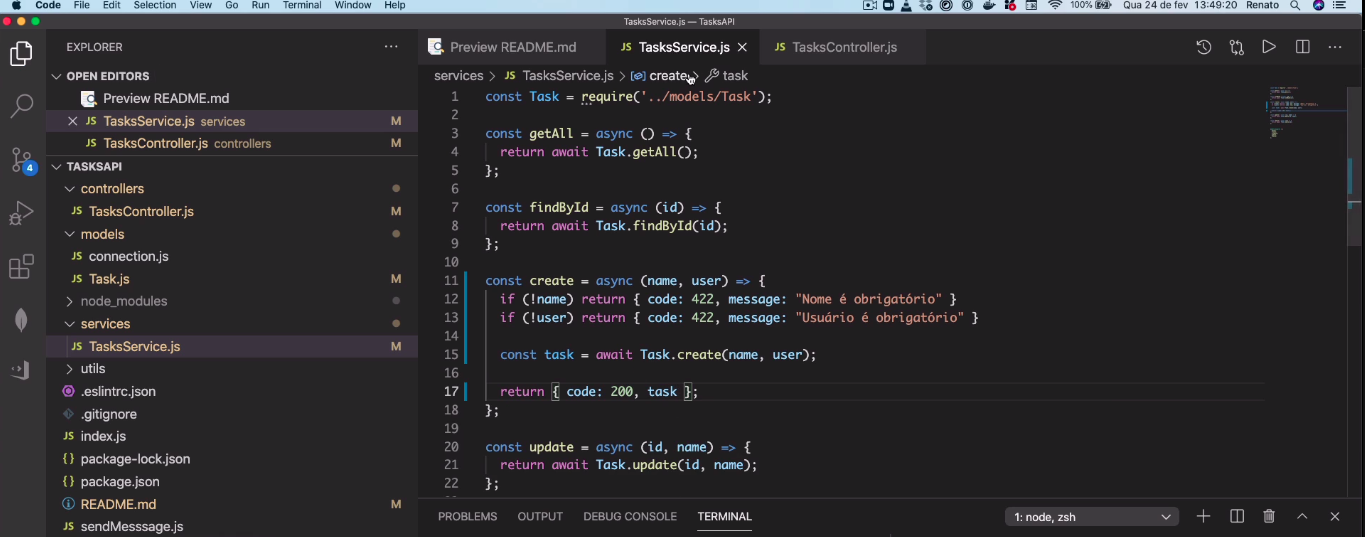 Code File Edit Selection View Go Run Terminal Window Help 100% Qua 24 de fev 13:49:20 Renato
TasksService.js — TasksAPI
EXPLORER ···
OPEN EDITORS
Preview README.md
JS TasksService.js services M
JS TasksController.js controllers M
TASKSAPI
controllers
JS TasksController.js M
models
JS connection.js
JS Task.js M
node_modules
services
JS TasksService.js M
utils
.eslintrc.json
.gitignore
JS index.js
{} package-lock.json
{} package.json
README.md M
JS sendMesssage.js
4
Preview README.md JS TasksService.js JS TasksController.js
services > JS TasksService.js > create > task
1 const Task = require('../models/Task');
2
3 const getAll = async () => {
4 return await Task.getAll();
5 };
6
7 const findById = async (id) => {
8 return await Task.findById(id);
9 };
10
11 const create = async (name, user) => {
12 if (!name) return { code: 422, message: "Nome é obrigatório" }
13 if (!user) return { code: 422, message: "Usuário é obrigatório" }
14
15 const task = await Task.create(name, user);
16
17 return { code: 200, task };
18 };
19
20 const update = async (id, name) => {
21 return await Task.update(id, name);
22 };
PROBLEMS OUTPUT DEBUG CONSOLE TERMINAL 1: node, zsh